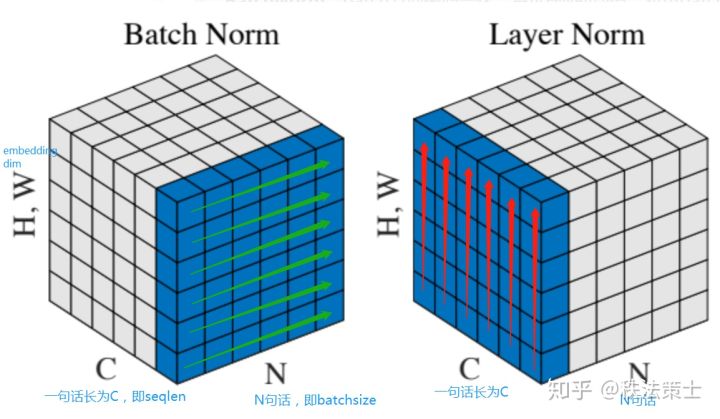 Batch Norm
Layer Norm
embedding
dim
H, W
H, W
C
N
C
N
一句话长为C，即seqlen
N句话，即batchsize
一句话长为C
N句话
知乎 @胜法策士